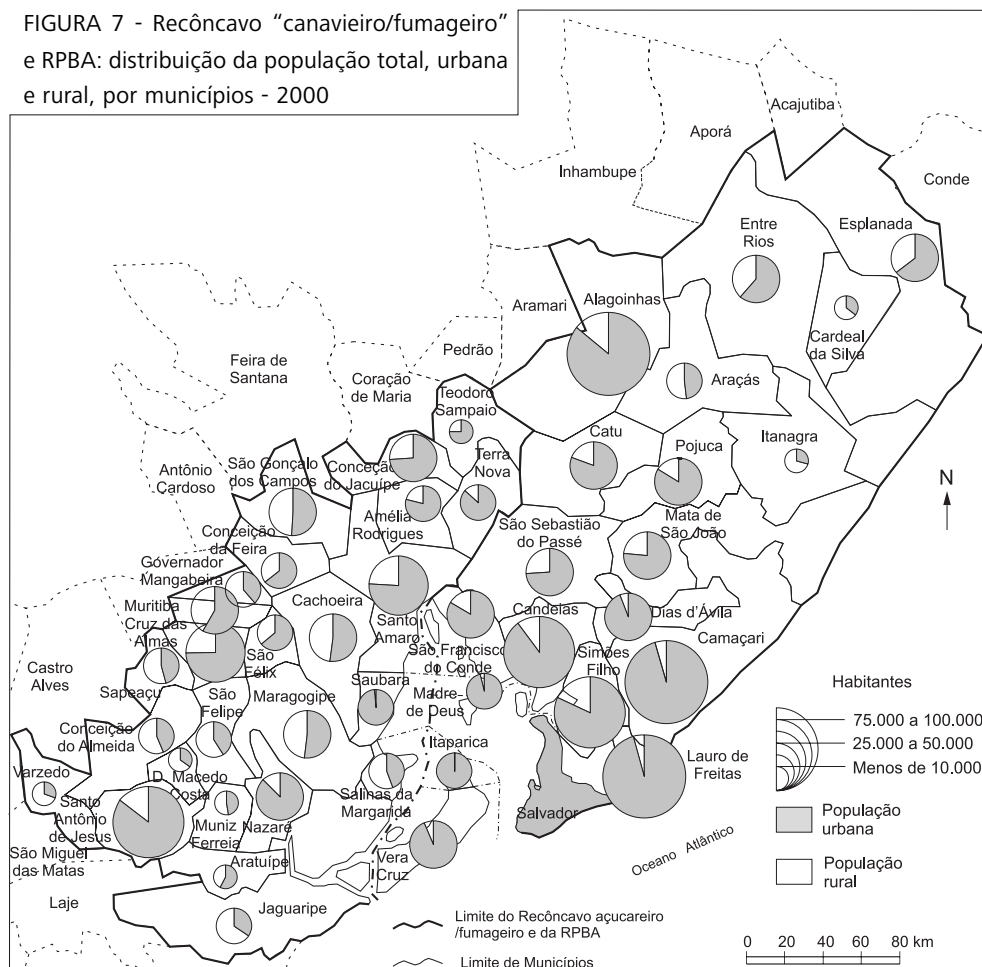 FIGURA 7 - Recôncavo “canavieiro/fumageiro”
e RPBA: distribuição da população total, urbana
e rural, por municípios - 2000
Acajutiba
Aporá
Inhambupe
Conde
Entre
Rios
Esplanada
Aramari
Alagoinhas
Cardeal
da Silva
Pedrão
Feira de
Santana
Coração
de Maria
Araçás
Teodoro
Sampaio
Catu
Pojuca
Itanagra
Terra
Nova
São Gonçalo
dos Campos
Conceção
do Jacuípe
Antônio
Cardoso
N
Amélia
Rodrigues
São Sebastião
do Passé
Mata de
São João
Conceição
da Feira
Governador
Mangabeira
Muritiba
Cruz das
Almas
Cachoeira
Santo
Amaro
Candeias
Dias d’Ávila
Camaçari
São Francisco
do Conde
Simões
Filho
São
Félix
Castro
Alves
Sapeaçu
São
Felipe
Maragogipe
Saubara
Madre
de Deus
Habitantes
75.000 a 100.000
25.000 a 50.000
Menos de 10.000
Conceição
do Almeida
Itaparica
Lauro de
Freitas
Varzedo
D. Macedo
Costa
Salinas da
Margarida
Salvador
População
urbana
Santo
Antônio
de Jesus
Muniz
Ferreia
Nazaré
São Miguel
das Matas
Aratuípe
Vera
Cruz
Oceano Atlântico
População
rural
Laje
Jaguaripe
Limite do Recôncavo açucareiro
/fumageiro e da RPBA
Limite de Municípios
0 20 40 60 80 km